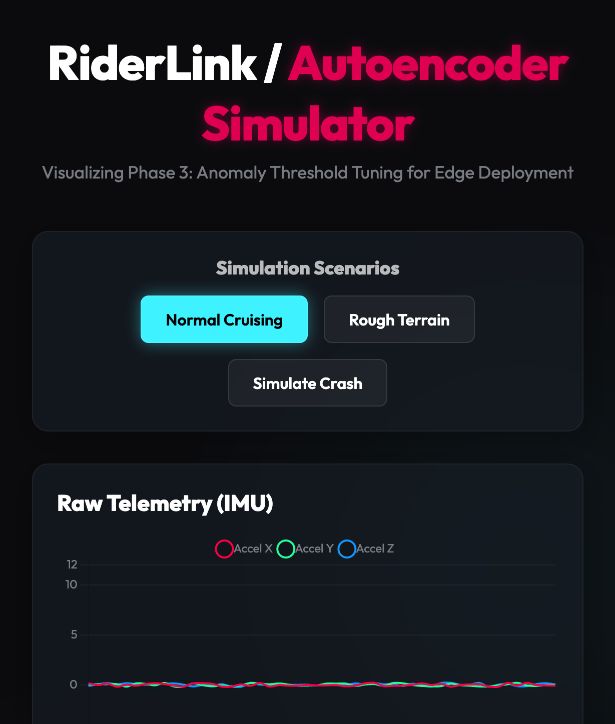 RiderLink / Autoencoder
Simulator
Visualizing Phase 3: Anomaly Threshold Tuning for Edge Deployment
Simulation Scenarios
Normal Cruising
Rough Terrain
Simulate Crash
Raw Telemetry (IMU)
Accel X Accel Y Accel Z
12
10
5
0